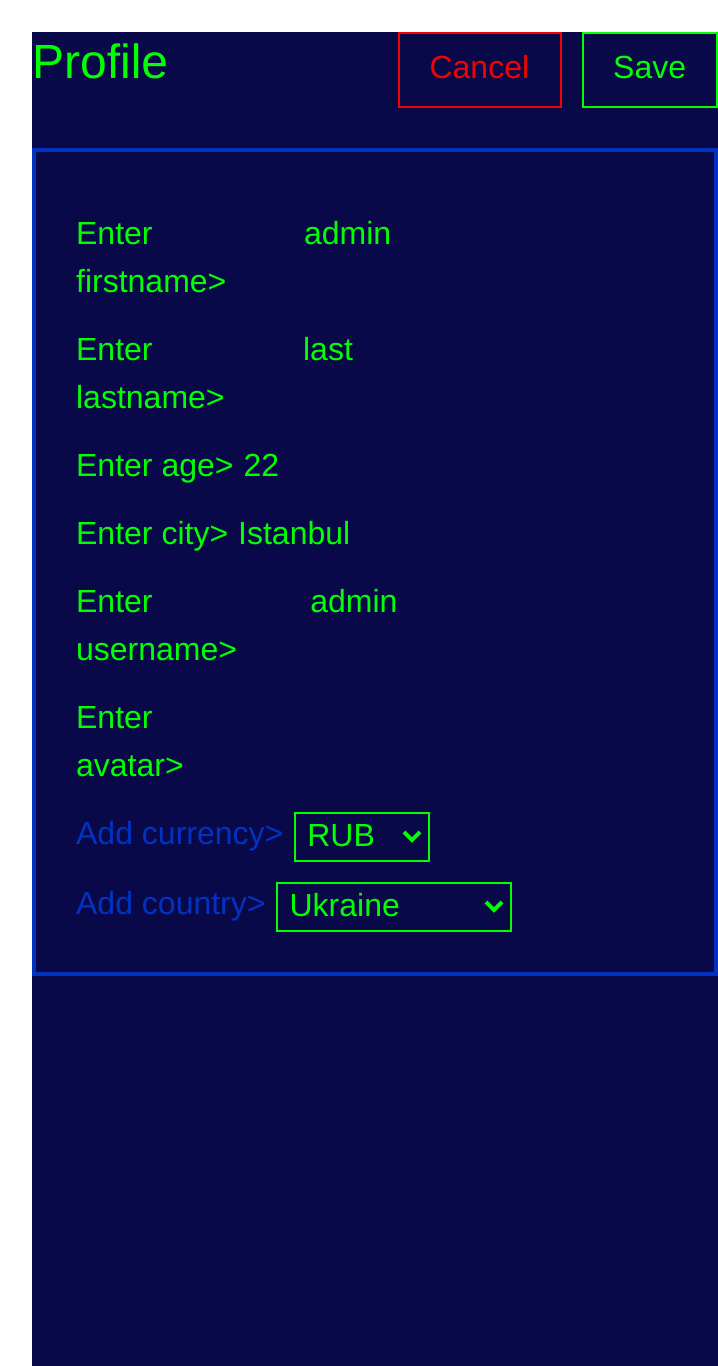 Profile Cancel Save
Enter admin
firstname>
Enter last
lastname>
Enter age> 22
Enter city> Istanbul
Enter admin
username>
Enter
avatar>
Add currency> RUB
Add country> Ukraine